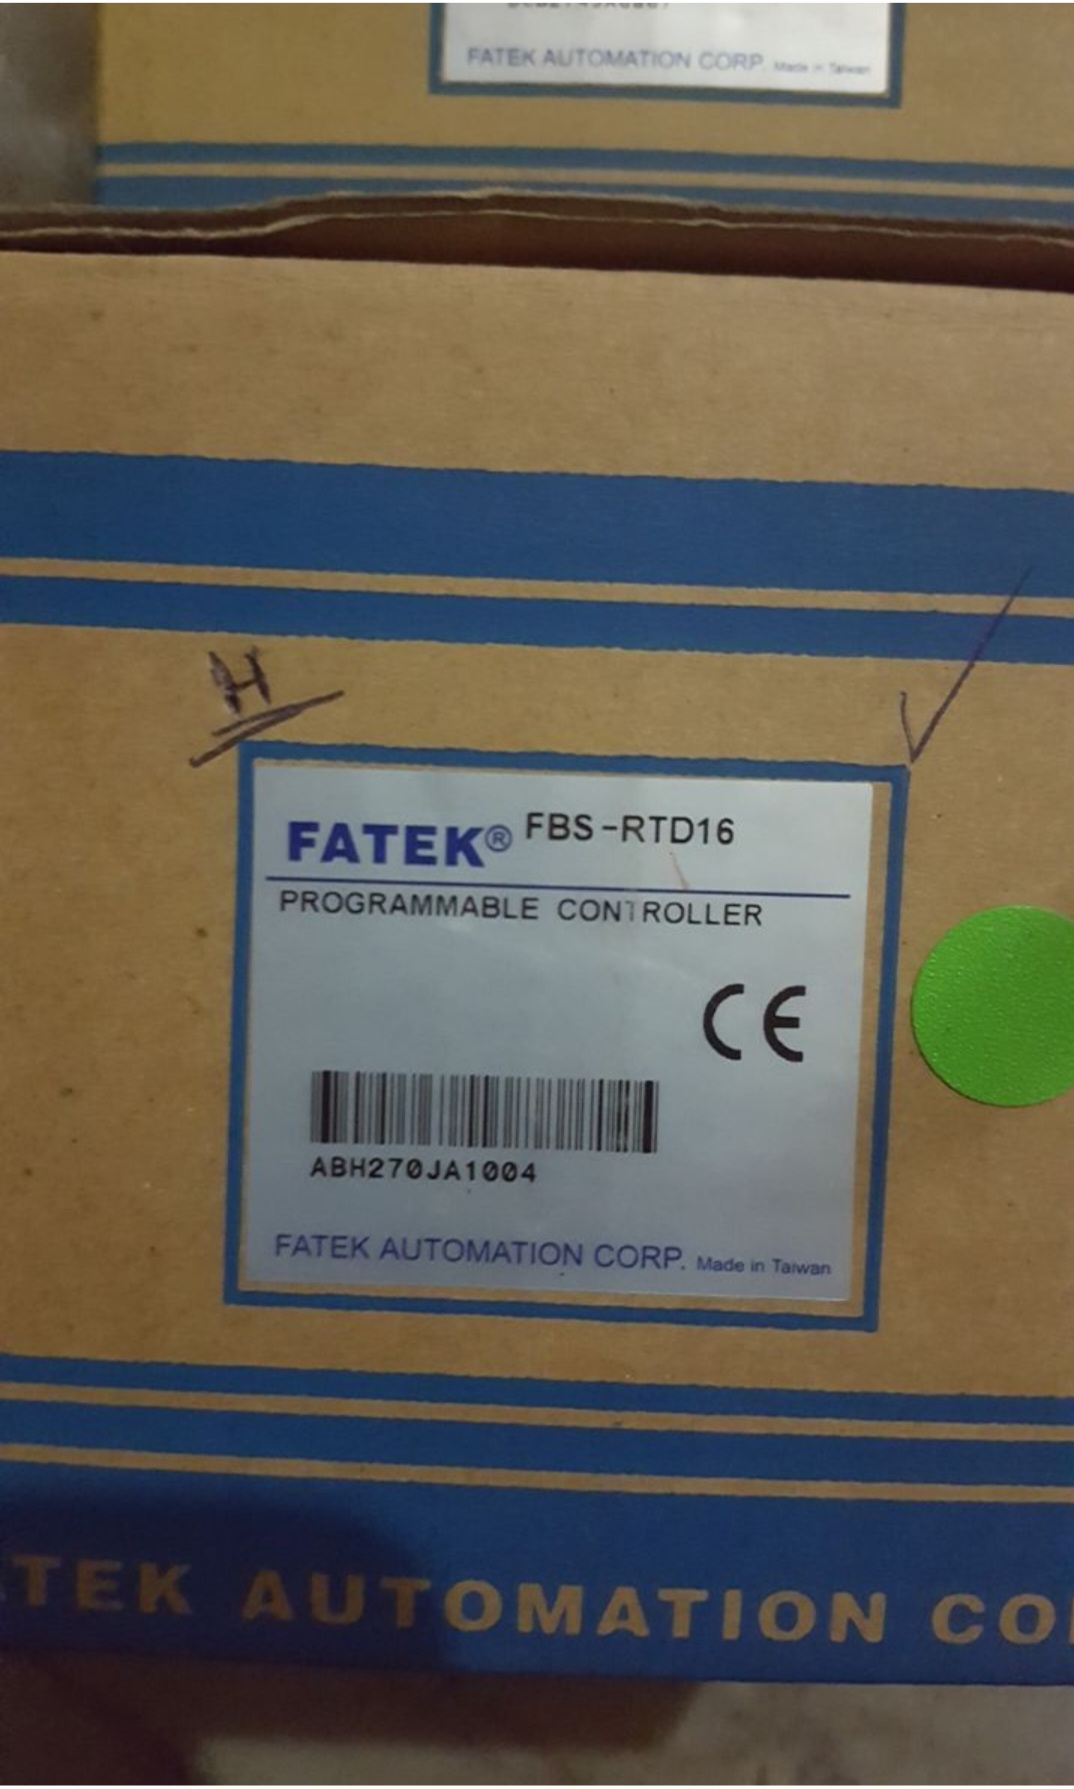 FATEK AUTOMATION CORP. Made in Taiwan
H
FATEK® FBS-RTD16
PROGRAMMABLE CONTROLLER
CE
ABH270JA1004
FATEK AUTOMATION CORP. Made in Taiwan
TEK AUTOMATION CO